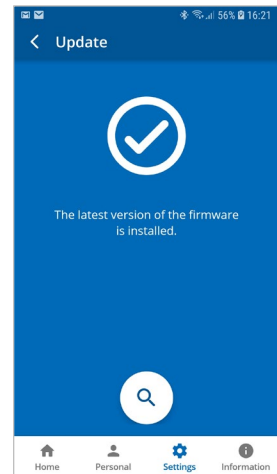 56% 16:21
Update
The latest version of the firmware
is installed.
Home Personal Settings Information